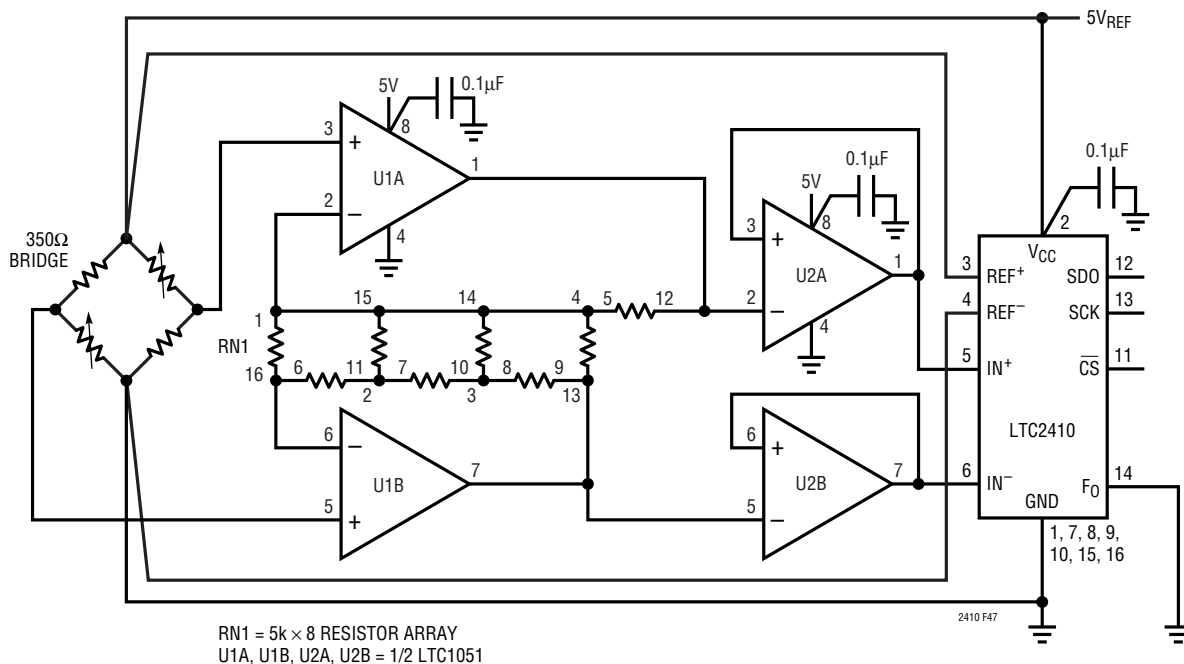 5VREF
5V
0.1µF
3
+
8
U1A
1
2
–
4
350Ω
BRIDGE
0.1µF
5V
3
+
8
U2A
1
2
–
4
0.1µF
2
VCC
3
REF+
SDO
12
4
REF–
SCK
13
5
IN+
CS
11
LTC2410
6
IN–
FO
14
GND
1, 7, 8, 9,
10, 15, 16
15
14
4
5
12
1
RN1
16
6
11
7
10
8
9
2
3
13
6
–
U1B
7
5
+
6
+
U2B
7
5
–
2410 F47
RN1 = 5k × 8 RESISTOR ARRAY
U1A, U1B, U2A, U2B = 1/2 LTC1051